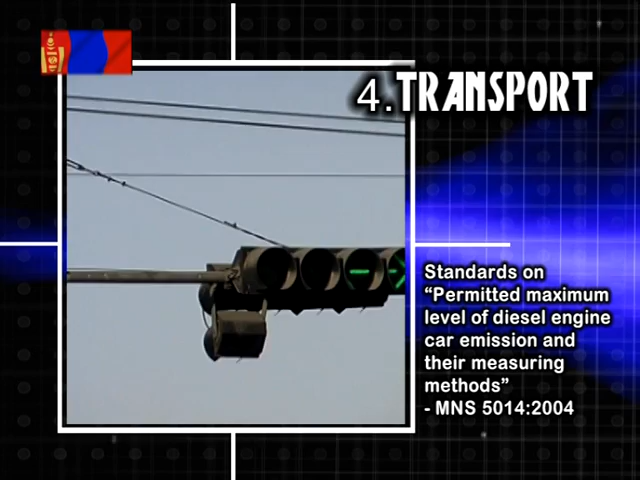 4.TRANSPORT
Standards on
“Permitted maximum
level of diesel engine
car emission and
their measuring
methods”
- MNS 5014:2004